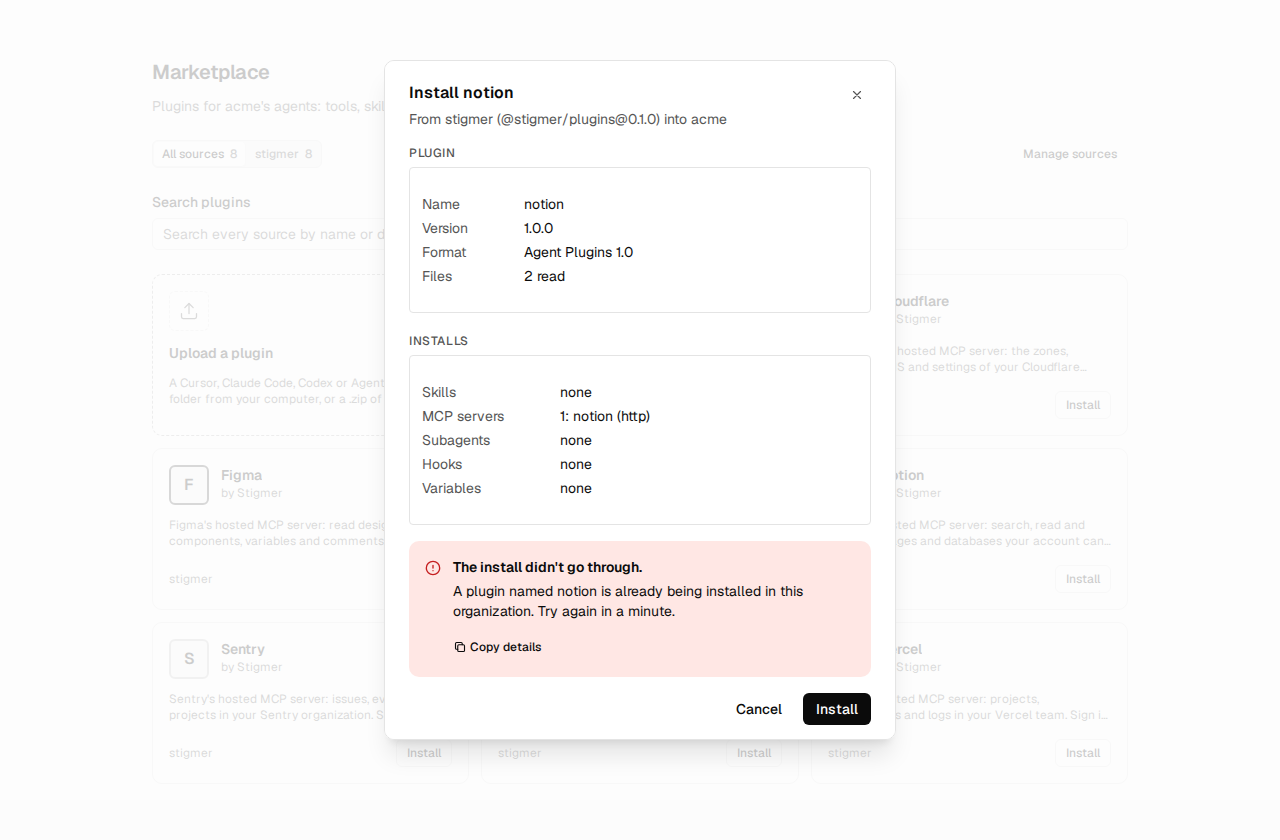 Marketplace
Plugins for acme's agents: tools, skil
All sources 8 stigmer 8
Manage sources
Search plugins
Search every source by name or d
Upload a plugin
A Cursor, Claude Code, Codex or Agent
folder from your computer, or a .zip of
oudflare
Stigmer
hosted MCP server: the zones,
S and settings of your Cloudflare...
Install
F
Figma
by Stigmer
Figma's hosted MCP server: read desig
components, variables and comments
stigmer
otion
Stigmer
ted MCP server: search, read and
ges and databases your account can...
Install
S
Sentry
by Stigmer
Sentry's hosted MCP server: issues, ev
projects in your Sentry organization. S
stigmer
Install
stigmer
Install
rcel
Stigmer
ted MCP server: projects,
s and logs in your Vercel team. Sign i...
stigmer
Install
Install notion
From stigmer (@stigmer/plugins@0.1.0) into acme
PLUGIN
Name notion
Version 1.0.0
Format Agent Plugins 1.0
Files 2 read
INSTALLS
Skills none
MCP servers 1: notion (http)
Subagents none
Hooks none
Variables none
The install didn't go through.
A plugin named notion is already being installed in this
organization. Try again in a minute.
Copy details
Cancel
Install